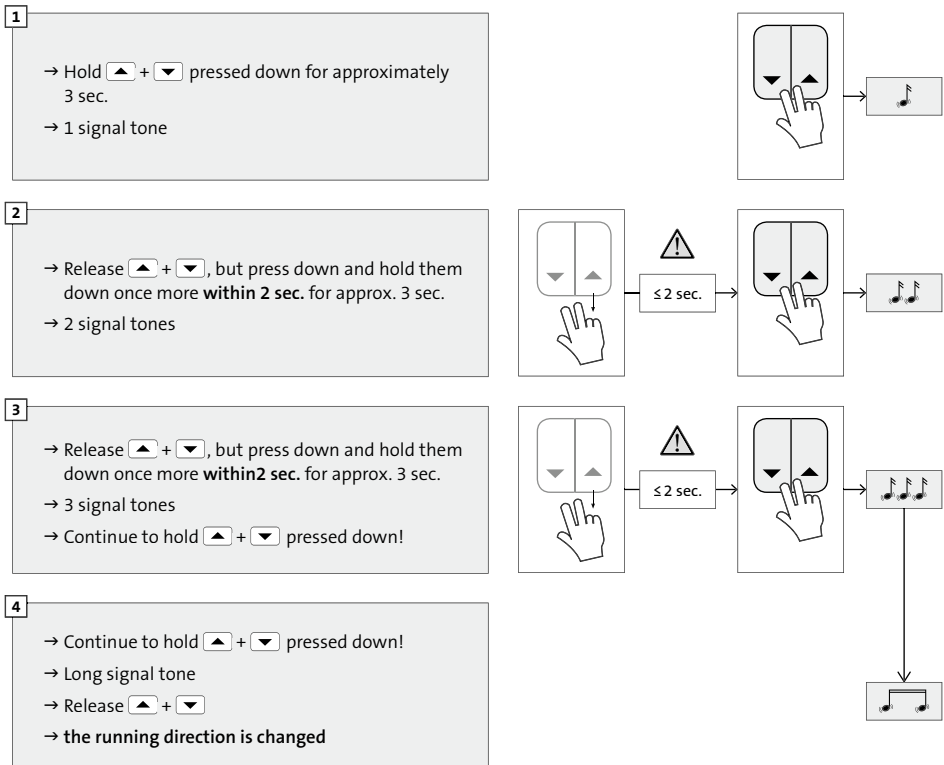 1
→ Hold ▲ + ▼ pressed down for approximately
3 sec.
→ 1 signal tone
2
→ Release ▲ + ▼, but press down and hold them
down once more within 2 sec. for approx. 3 sec.
→ 2 signal tones
≤ 2 sec.
3
→ Release ▲ + ▼, but press down and hold them
down once more within2 sec. for approx. 3 sec.
→ 3 signal tones
→ Continue to hold ▲ + ▼ pressed down!
≤ 2 sec.
4
→ Continue to hold ▲ + ▼ pressed down!
→ Long signal tone
→ Release ▲ + ▼
→ the running direction is changed